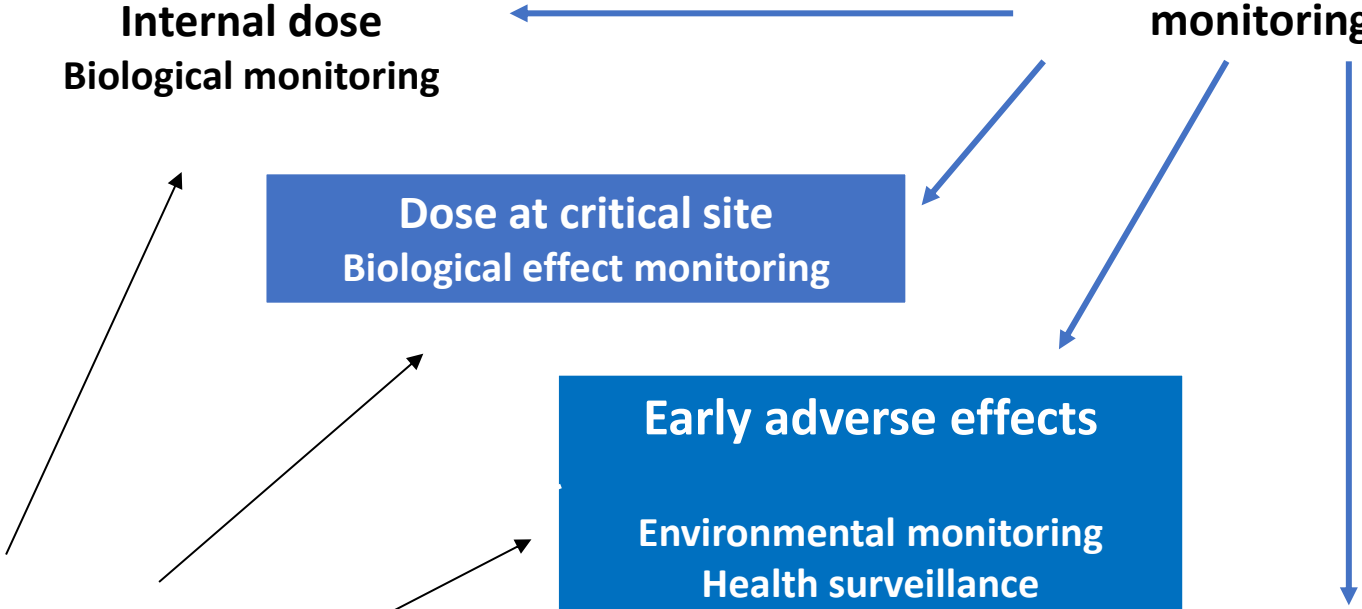 Internal dose
Biological monitoring
monitoring
Dose at critical site
Biological effect monitoring
Early adverse effects
Environmental monitoring
Health surveillance